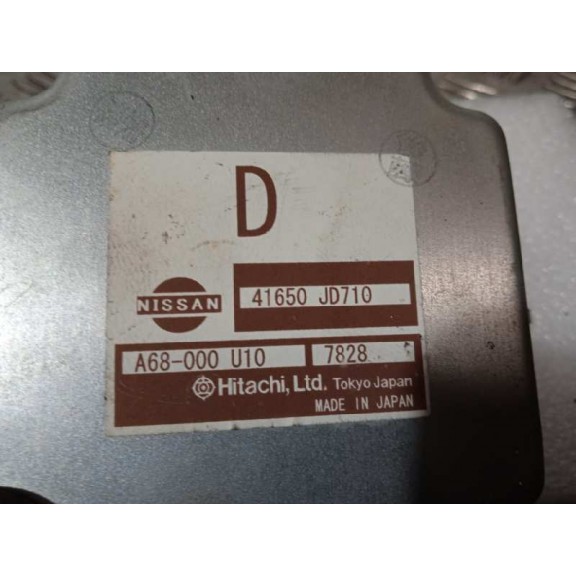 D
NISSAN
41650 JD710
A68-000 U10
7828
Hitachi, Ltd. Tokyo Japan
MADE IN JAPAN